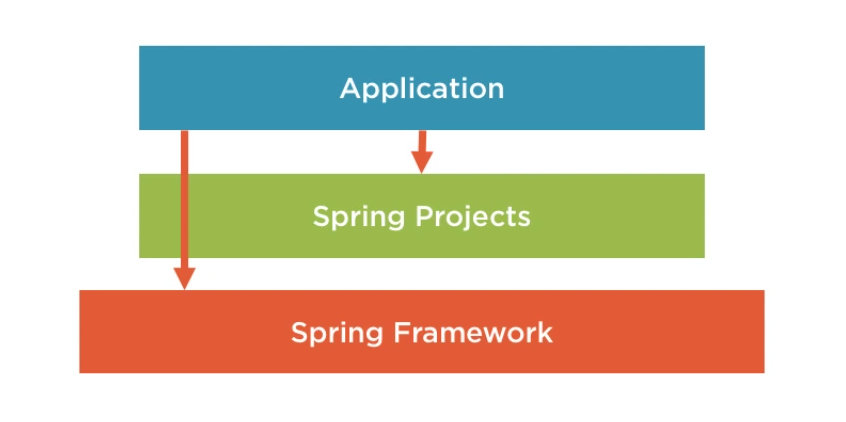 Application
Spring Projects
Spring Framework